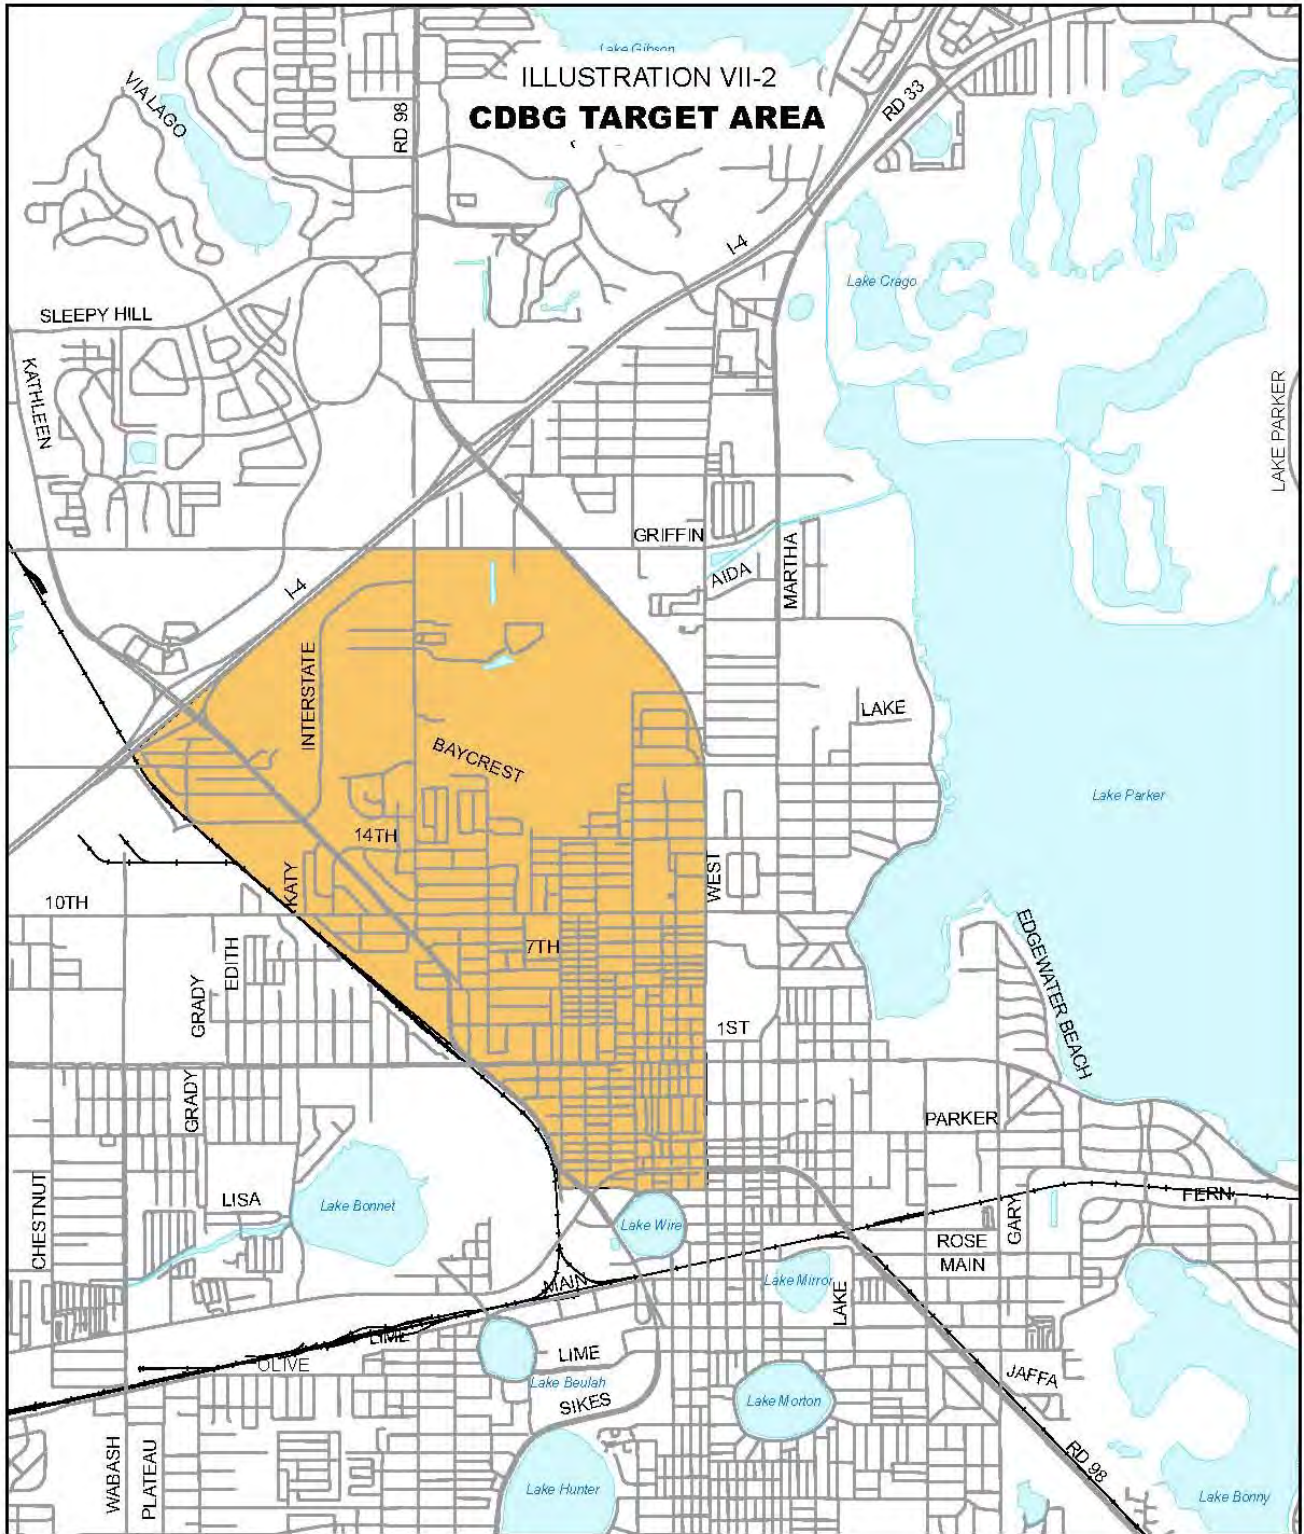 Lake Gibson
ILLUSTRATION VII-2
CDBG TARGET AREA
VIA LAGO
RD 98
RD 33
I-4
Lake Crago
SLEEPY HILL
KATHLEEN
LAKE PARKER
GRIFFIN
AIDA
MARTHA
I-4
INTERSTATE
LAKE
BAYCREST
Lake Parker
14TH
KATY
WEST
10TH
EDITH
7TH
EDGEWATER BEACH
GRADY
1ST
GRADY
PARKER
CHESTNUT
LISA
Lake Bonnet
Lake Wire
GARY
FERN
ROSE
MAIN
MAIN
Lake Mirror
LAKE
LIME
OLIVE
LIME
Lake Beulah
SIKES
JAFFA
Lake Morton
WABASH
PLATEAU
RD 98
Lake Hunter
Lake Bonny